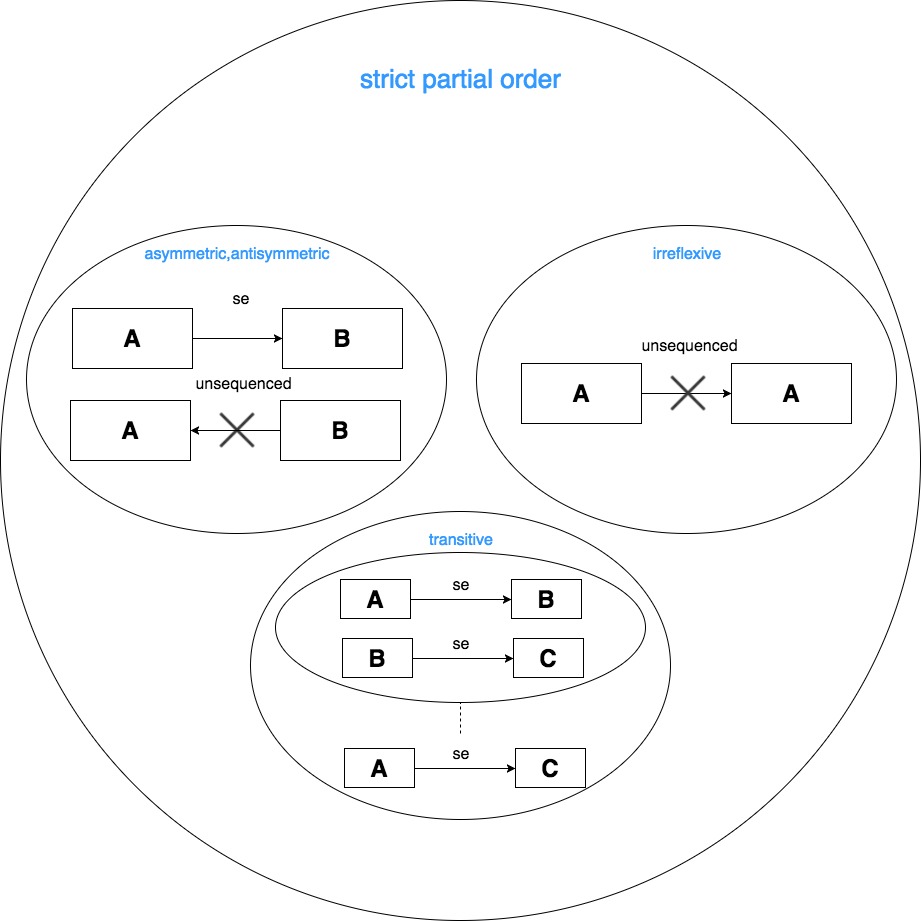 strict partial order
asymmetric,antisymmetric
se
A B
unsequenced
A B
irreflexive
unsequenced
A A
transitive
se
A B
se
B C
se
A C